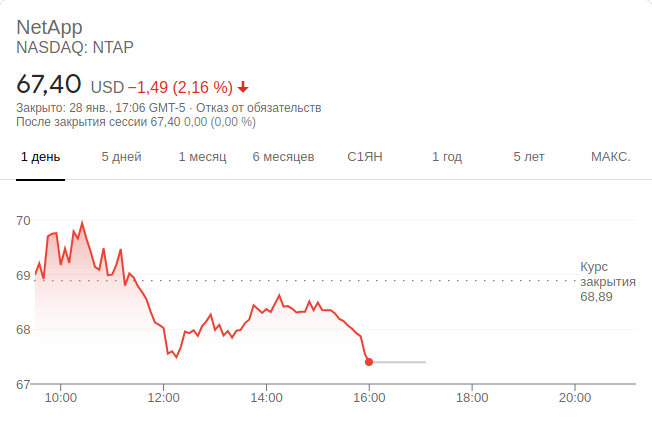 NetApp
NASDAQ: NTAP
67,40 USD −1,49 (2,16 %)
Закрыто: 28 янв., 17:06 GMT-5 · Отказ от обязательств
После закрытия сессии 67,40 0,00 (0,00 %)
1 день 5 дней 1 месяц 6 месяцев С1ЯН 1 год 5 лет МАКС.
70
69
68
67
Курс
закрытия
68,89
10:00 12:00 14:00 16:00 18:00 20:00